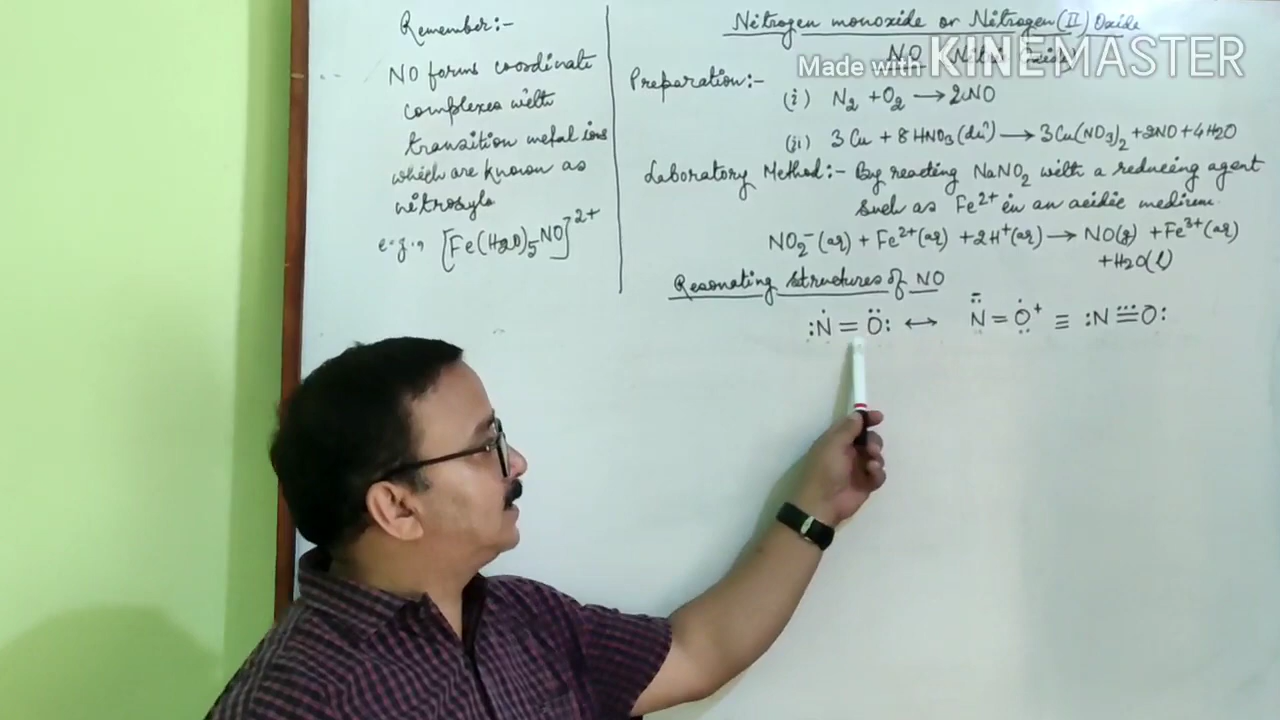 Remember:-
NO forms coordinate
complexes with
transition metal ions
which are known as
nitrosyls
e.g., [Fe(H2O)5NO]²⁺
Nitrogen monoxide or Nitrogen(II) Oxide
NO (Nitric Oxide)
Made with KINEMASTER
Preparation:-
(i) N₂ + O₂ → 2NO
(ii) 3Cu + 8HNO₃(dil) → 3Cu(NO₃)₂ + 2NO + 4H2O
Laboratory Method:- By reacting NaNO₂ with a reducing agent
such as Fe²⁺ in an acidic medium.
NO₂⁻(aq) + Fe²⁺(aq) + 2H⁺(aq) → NO(g) + Fe³⁺(aq)
+ H2O(l)
Resonating structures of NO
:Ṅ = Ö: ↔ N̈⁻ = Ȯ̤⁺ ≡ :N ≡ O: